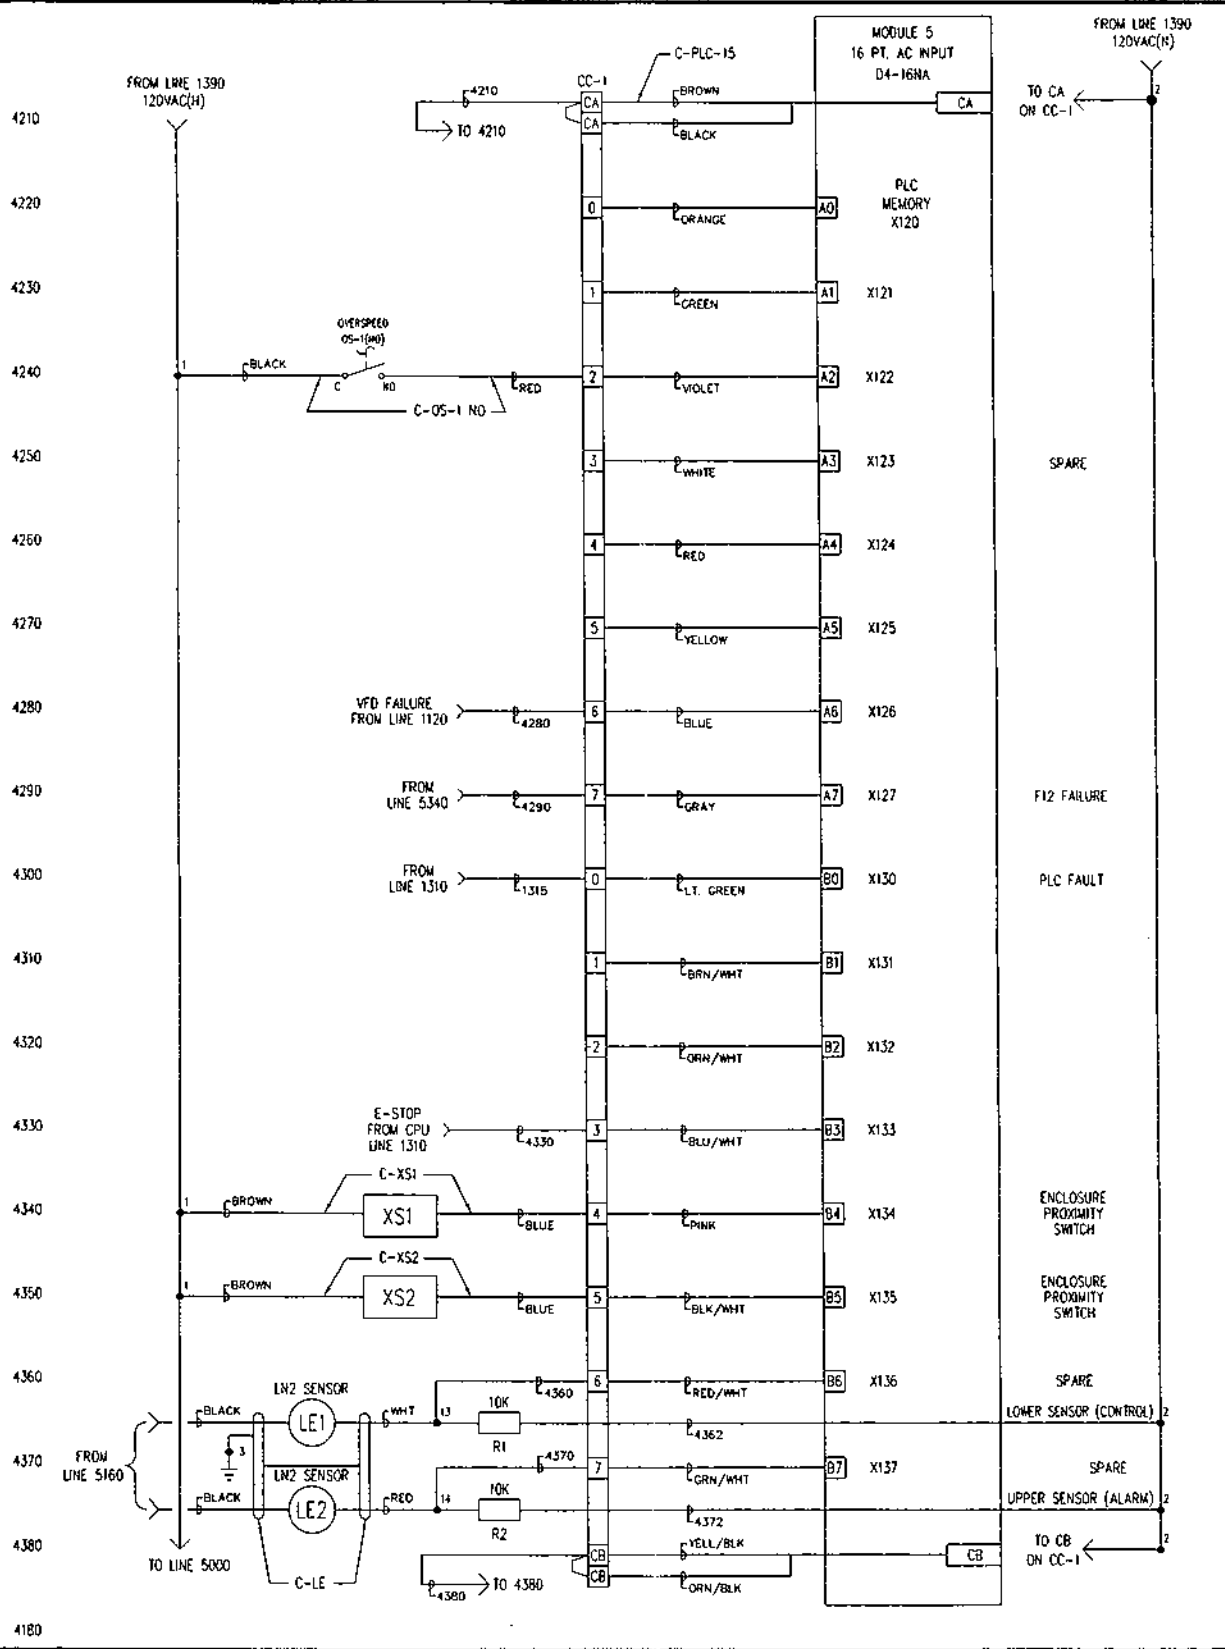 MODULE 5
16 PT. AC INPUT
D4-16NA
FROM LINE 1390
120VAC(N)
FROM LINE 1390
120VAC(H)
C-PLC-15
CC-1
4210
4210
TO 4210
CA
CA
BROWN
BLACK
CA
TO CA
ON CC-1
2
4220
0
ORANGE
A0
PLC
MEMORY
X120
4230
1
GREEN
A1
X121
OVERSPEED
OS-1(NO)
4240
1
BLACK
C
NO
RED
2
VIOLET
A2
X122
C-OS-1 NO
4250
3
WHITE
A3
X123
SPARE
4260
4
RED
A4
X124
4270
5
YELLOW
A5
X125
4280
VFD FAILURE
FROM LINE 1120
4280
6
BLUE
A6
X126
4290
FROM
LINE 5340
4290
7
GRAY
A7
X127
F12 FAILURE
4300
FROM
LINE 1310
1315
0
LT. GREEN
B0
X130
PLC FAULT
4310
1
BRN/WHT
B1
X131
4320
2
ORN/WHT
B2
X132
4330
E-STOP
FROM CPU
LINE 1310
4330
3
BLU/WHT
B3
X133
C-XS1
4340
1
BROWN
XS1
BLUE
4
PINK
B4
X134
ENCLOSURE
PROXIMITY
SWITCH
C-XS2
4350
1
BROWN
XS2
BLUE
5
BLK/WHT
B5
X135
ENCLOSURE
PROXIMITY
SWITCH
4360
4360
6
RED/WHT
B6
X136
SPARE
LN2 SENSOR
BLACK
LE1
WHT
13
10K
R1
4362
LOWER SENSOR (CONTROL)
2
4370
FROM
LINE 5160
3
LN2 SENSOR
4370
7
GRN/WHT
B7
X137
SPARE
BLACK
LE2
RED
14
10K
R2
4372
UPPER SENSOR (ALARM)
2
4380
TO LINE 5000
C-LE
4380
TO 4380
CB
CB
YELL/BLK
ORN/BLK
CB
TO CB
ON CC-1
2
4180